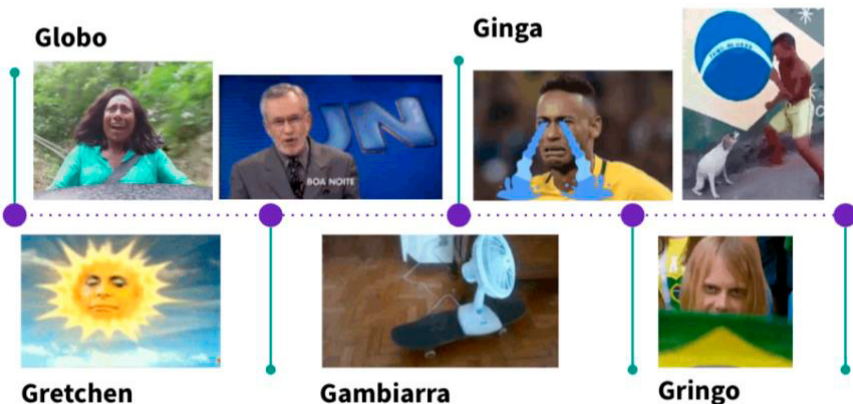 Globo
Ginga
JN
BOA NOITE
Gretchen
Gambiarra
Gringo